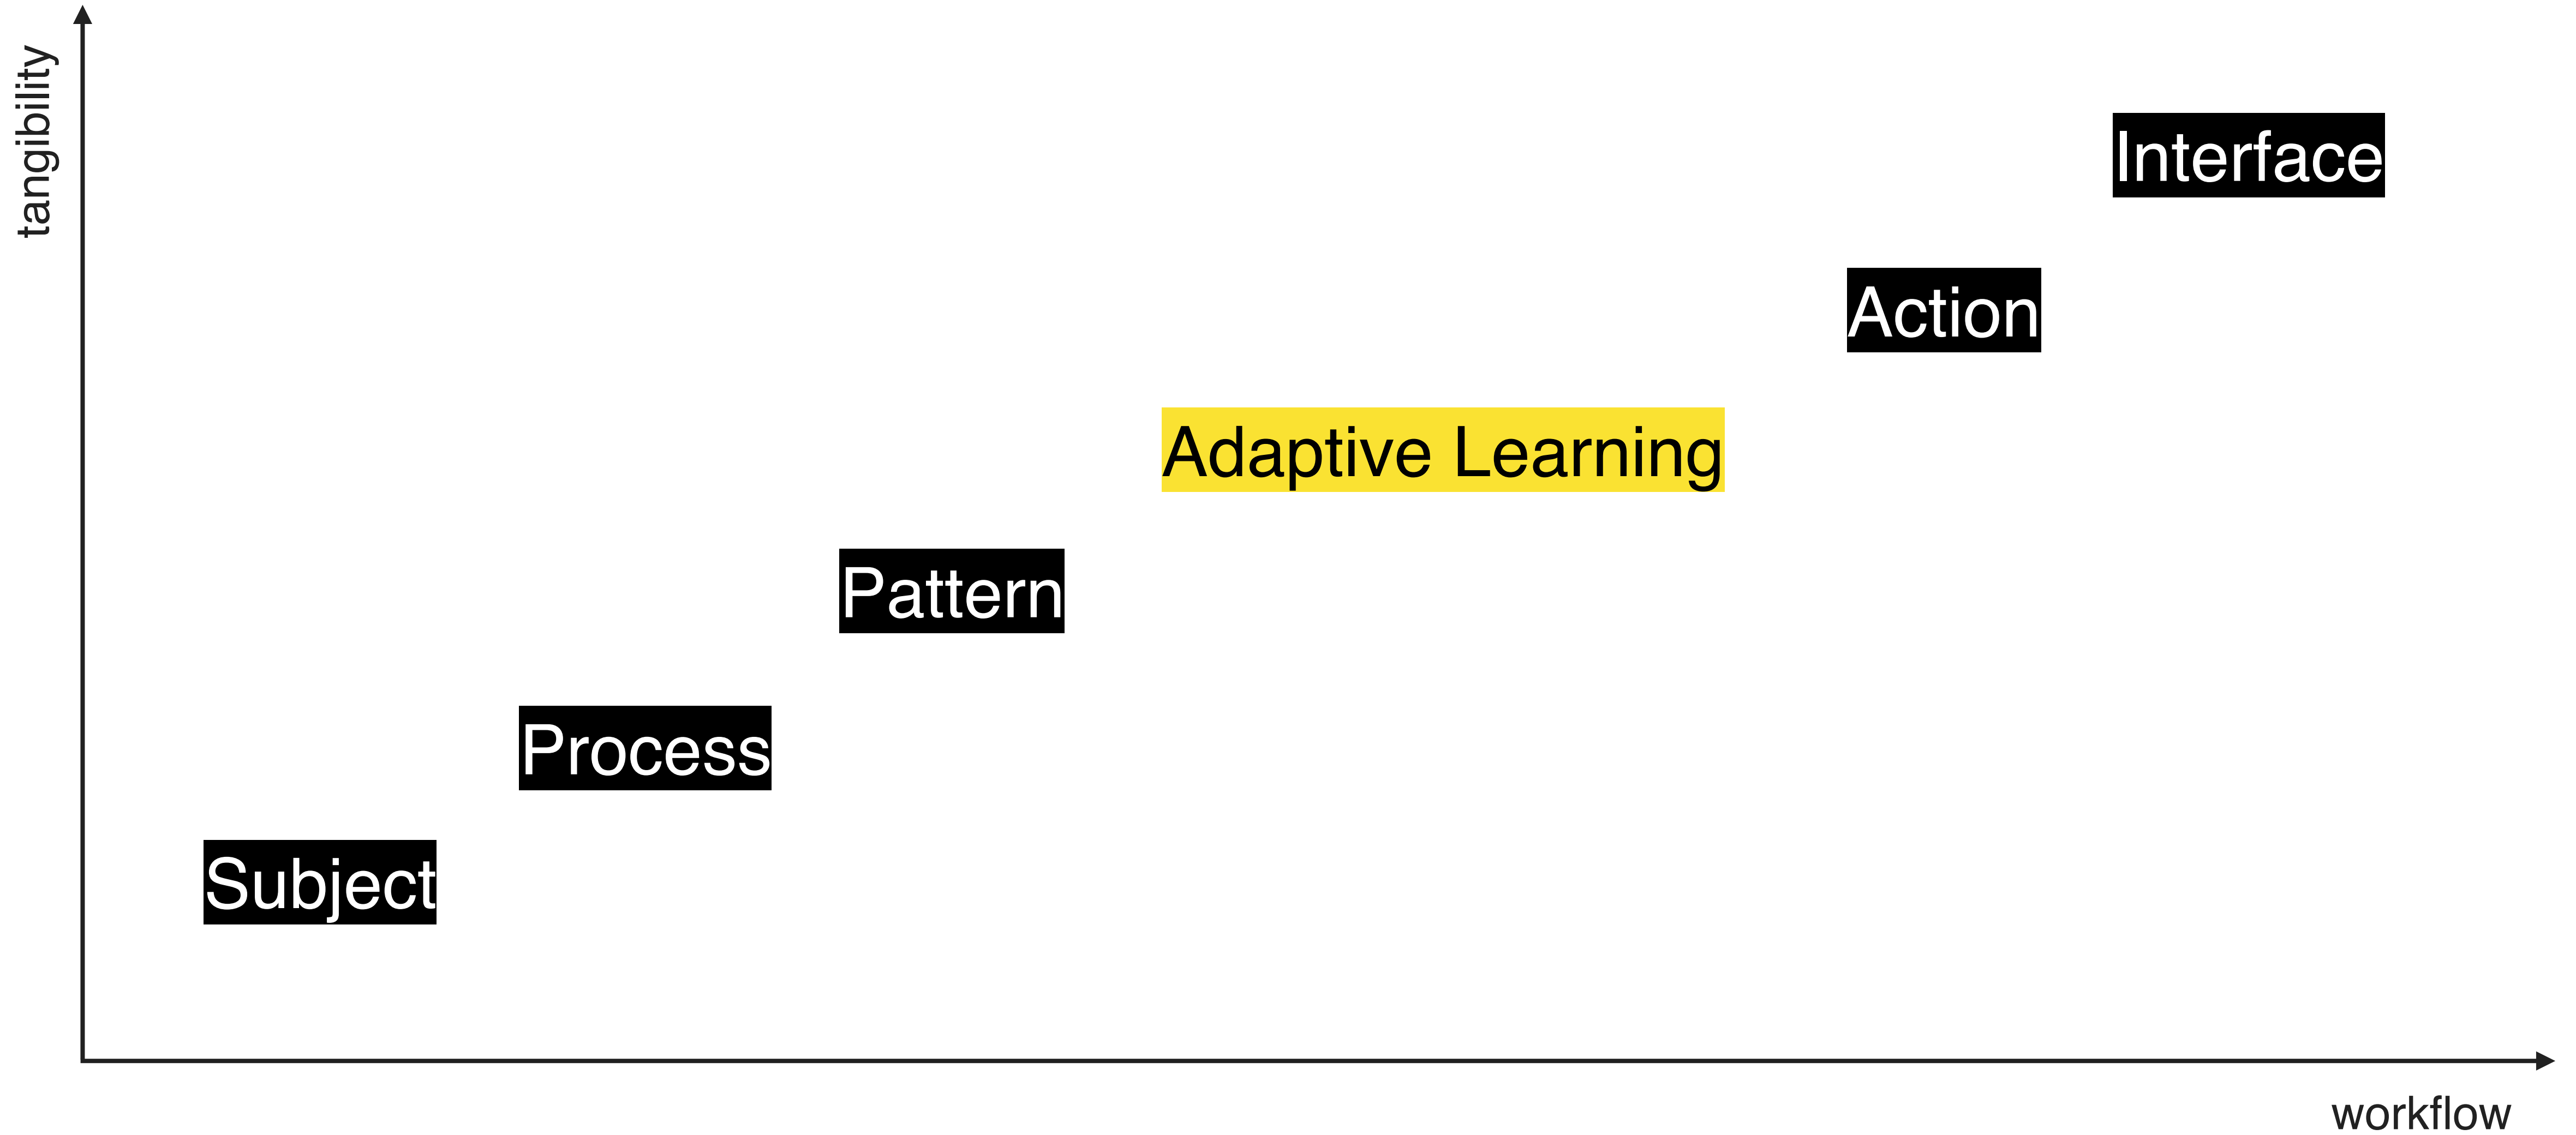 tangibility
Interface
Action
Adaptive Learning
Pattern
Process
Subject
workflow